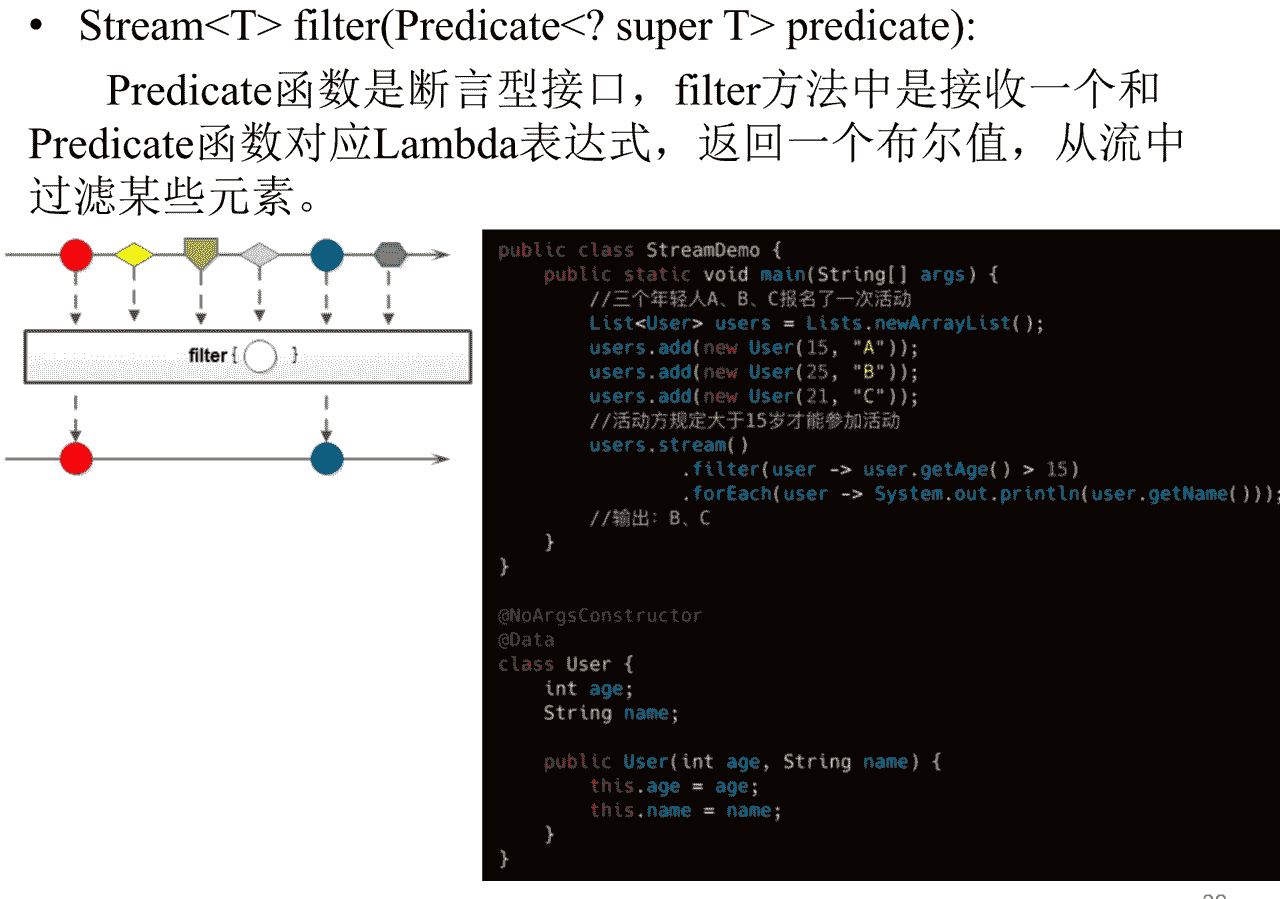 • Stream<T> filter(Predicate<? super T> predicate):
Predicate函数是断言型接口，filter方法中是接收一个和
Predicate函数对应Lambda表达式，返回一个布尔值，从流中
过滤某些元素。
filter{ }
public class StreamDemo {
public static void main(String[] args) {
//三个年轻人A、B、C报名了一次活动
List<User> users = Lists.newArrayList();
users.add(new User(15, "A"));
users.add(new User(25, "B"));
users.add(new User(21, "C"));
//活动方规定大于15岁才能参加活动
users.stream()
.filter(user -> user.getAge() > 15)
.forEach(user -> System.out.println(user.getName()));
//输出：B、C
}
}
@NoArgsConstructor
@Data
class User {
int age;
String name;
public User(int age, String name) {
this.age = age;
this.name = name;
}
}